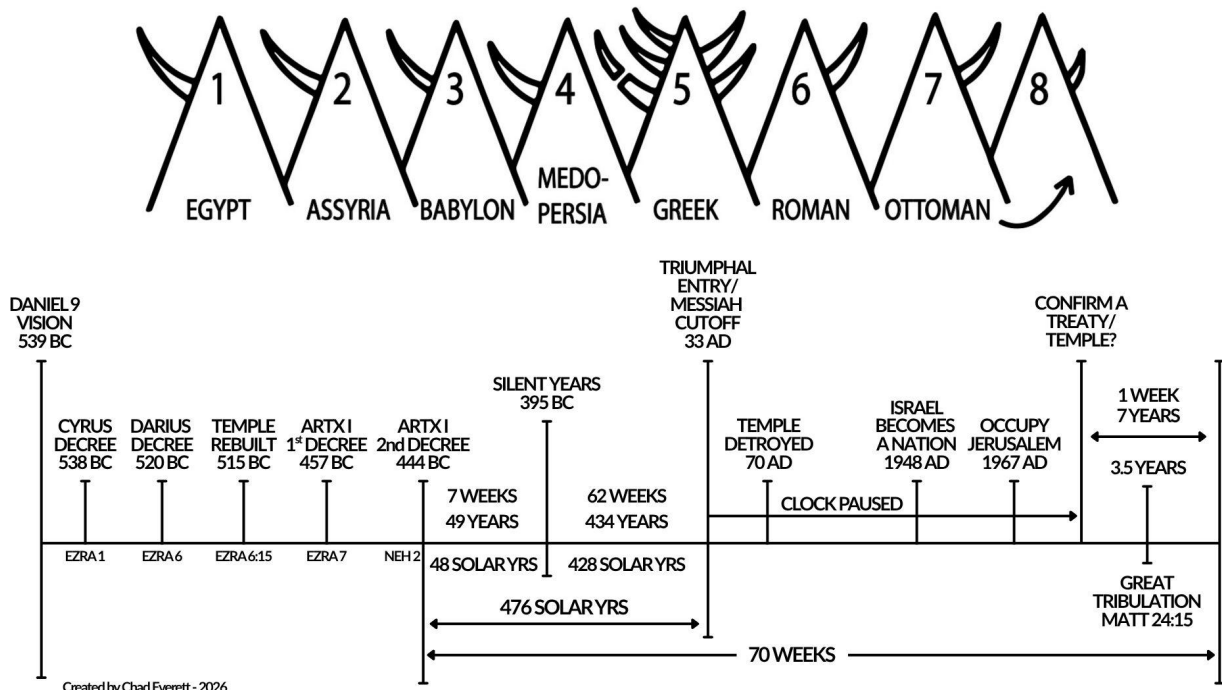 1 2 3 4 5 6 7 8
EGYPT
ASSYRIA
BABYLON
MEDO-
PERSIA
GREEK
ROMAN
OTTOMAN
DANIEL 9
VISION
539 BC
CYRUS
DECREE
538 BC
DARIUS
DECREE
520 BC
TEMPLE
REBUILT
515 BC
ARTX I
1st DECREE
457 BC
ARTX I
2nd DECREE
444 BC
SILENT YEARS
395 BC
TRIUMPHAL
ENTRY/
MESSIAH
CUTOFF
33 AD
TEMPLE
DETROYED
70 AD
ISRAEL
BECOMES
A NATION
1948 AD
OCCUPY
JERUSALEM
1967 AD
CONFIRM A
TREATY/
TEMPLE?
1 WEEK
7 YEARS
3.5 YEARS
7 WEEKS
49 YEARS
62 WEEKS
434 YEARS
CLOCK PAUSED
EZRA 1
EZRA 6
EZRA 6:15
EZRA 7
NEH 2
48 SOLAR YRS
428 SOLAR YRS
476 SOLAR YRS
GREAT
TRIBULATION
MATT 24:15
70 WEEKS
Created by Chad Everett - 2026